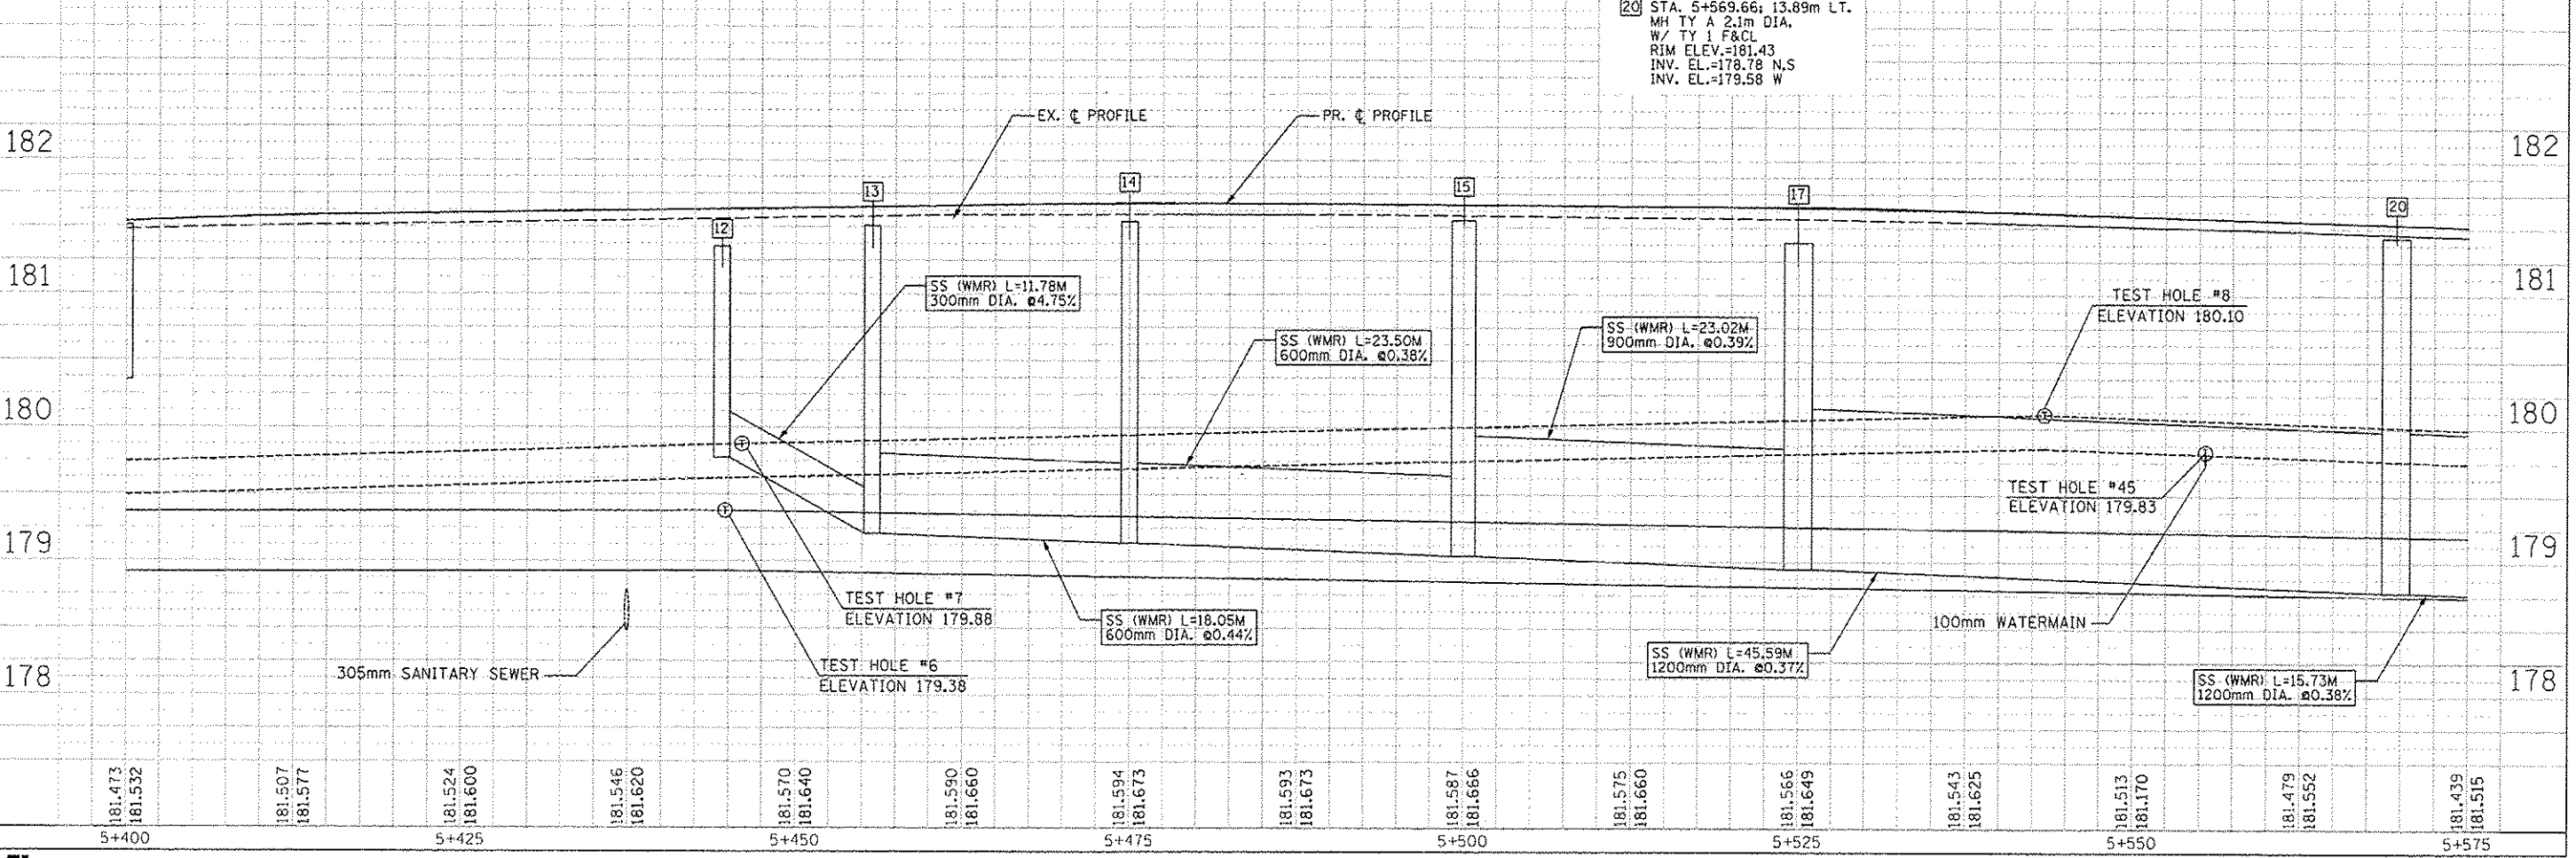 20 STA. 5+569.66; 13.89m LT.
MH TY A 2.1m DIA.
W/ TY 1 F&CL
RIM ELEV.=181.43
INV. EL.=178.78 N,S
INV. EL.=179.58 W
EX. ℄ PROFILE
PR. ℄ PROFILE
182
182
13
14
15
17
20
12
181
181
SS (WMR) L=11.78M
300mm DIA. @4.75%
TEST HOLE #8
ELEVATION 180.10
SS (WMR) L=23.50M
600mm DIA. @0.38%
SS (WMR) L=23.02M
900mm DIA. @0.39%
180
180
TEST HOLE #45
ELEVATION 179.83
179
179
TEST HOLE #7
ELEVATION 179.88
SS (WMR) L=18.05M
600mm DIA. @0.44%
100mm WATERMAIN
305mm SANITARY SEWER
TEST HOLE #6
ELEVATION 179.38
SS (WMR) L=45.59M
1200mm DIA. @0.37%
SS (WMR) L=15.73M
1200mm DIA. @0.38%
178
178
181.473
181.532
181.507
181.577
181.524
181.600
181.546
181.620
181.570
181.640
181.590
181.660
181.594
181.673
181.593
181.673
181.587
181.666
181.575
181.660
181.566
181.649
181.543
181.625
181.513
181.170
181.479
181.552
181.439
181.515
5+400
5+425
5+450
5+475
5+500
5+525
5+550
5+575